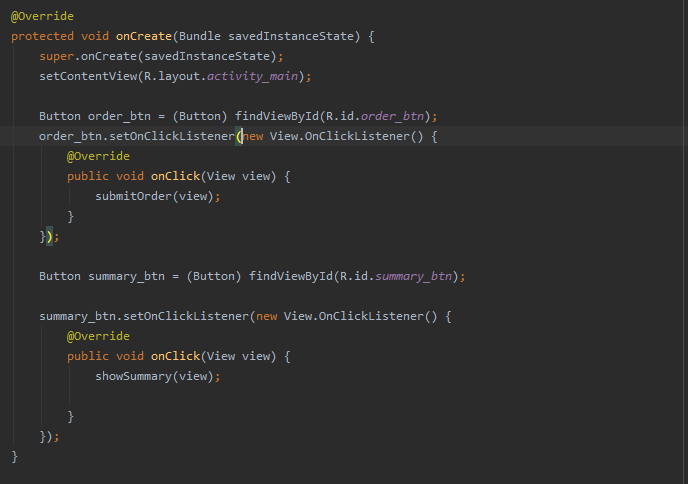 @Override
protected void onCreate(Bundle savedInstanceState) {
    super.onCreate(savedInstanceState);
    setContentView(R.layout.activity_main);

    Button order_btn = (Button) findViewById(R.id.order_btn);
    order_btn.setOnClickListener(new View.OnClickListener() {
        @Override
        public void onClick(View view) {
            submitOrder(view);
        }
    });

    Button summary_btn = (Button) findViewById(R.id.summary_btn);

    summary_btn.setOnClickListener(new View.OnClickListener() {
        @Override
        public void onClick(View view) {
            showSummary(view);

        }
    });
}